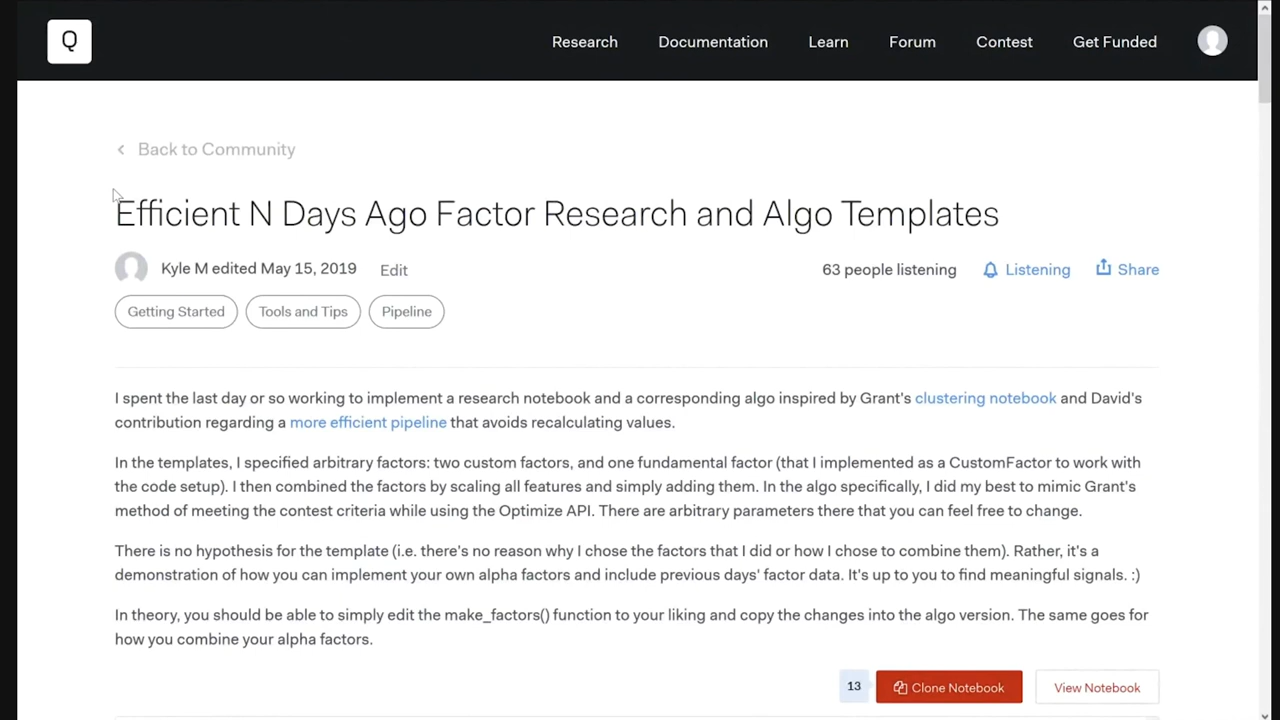 Q
Research Documentation Learn Forum Contest Get Funded
Back to Community
Efficient N Days Ago Factor Research and Algo Templates
Kyle M edited May 15, 2019 Edit
63 people listening Listening Share
Getting Started Tools and Tips Pipeline
I spent the last day or so working to implement a research notebook and a corresponding algo inspired by Grant's clustering notebook and David's
contribution regarding a more efficient pipeline that avoids recalculating values.
In the templates, I specified arbitrary factors: two custom factors, and one fundamental factor (that I implemented as a CustomFactor to work with
the code setup). I then combined the factors by scaling all features and simply adding them. In the algo specifically, I did my best to mimic Grant's
method of meeting the contest criteria while using the Optimize API. There are arbitrary parameters there that you can feel free to change.
There is no hypothesis for the template (i.e. there's no reason why I chose the factors that I did or how I chose to combine them). Rather, it's a
demonstration of how you can implement your own alpha factors and include previous days' factor data. It's up to you to find meaningful signals. :)
In theory, you should be able to simply edit the make_factors() function to your liking and copy the changes into the algo version. The same goes for
how you combine your alpha factors.
13 Clone Notebook View Notebook